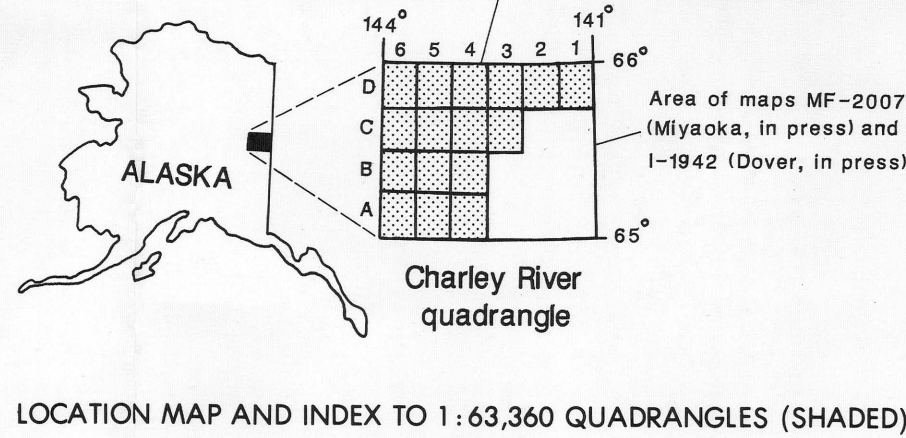 144° 141°
6 5 4 3 2 1
66°
D
C
B
A
65°
Area of maps MF-2007
(Miyaoka, in press) and
I-1942 (Dover, in press)
ALASKA
Charley River
quadrangle
LOCATION MAP AND INDEX TO 1:63,360 QUADRANGLES (SHADED)